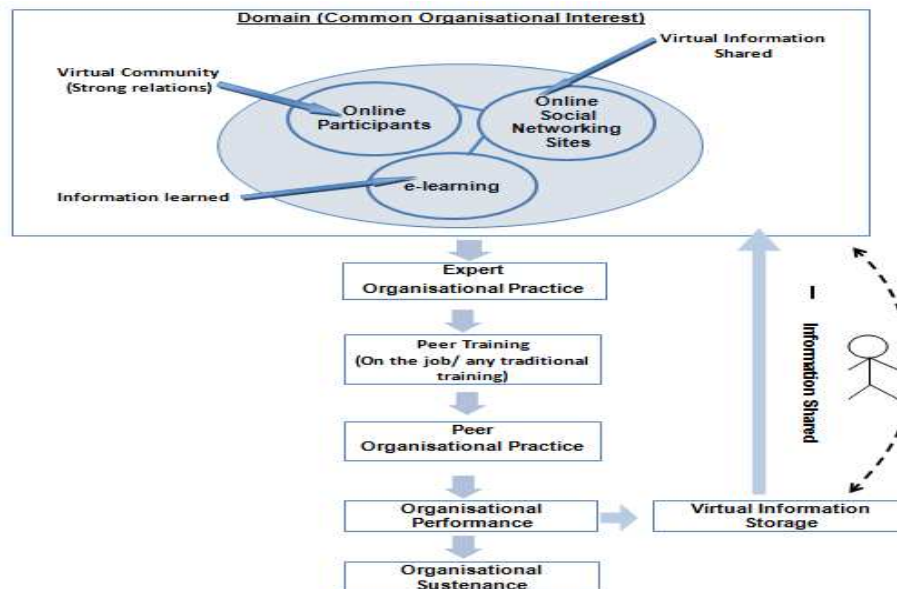 Domain (Common Organisational Interest)
Virtual Information
Shared
Virtual Community
(Strong relations)
Online
Participants
Online
Social
Networking
Sites
e-learning
Information learned
Expert
Organisational Practice
Peer Training
(On the job/ any traditional
training)
Peer
Organisational Practice
I Information Shared
Organisational
Performance
Virtual Information
Storage
Organisational
Sustenance